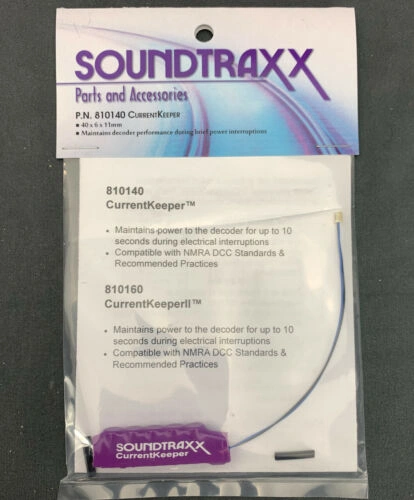 SOUNDTRAXX
Parts and Accessories
P.N. 810140 CURRENTKEEPER
■ 40 x 6 x 11mm
■ Maintains decoder performance during brief power interruptions
810140
CurrentKeeper™
• Maintains power to the decoder for up to 10
seconds during electrical interruptions
• Compatible with NMRA DCC Standards &
Recommended Practices
810160
CurrentKeeperII™
• Maintains power to the decoder for up to 10
seconds during electrical interruptions
• Compatible with NMRA DCC Standards &
Recommended Practices
SOUNDTRAXX
CurrentKeeper